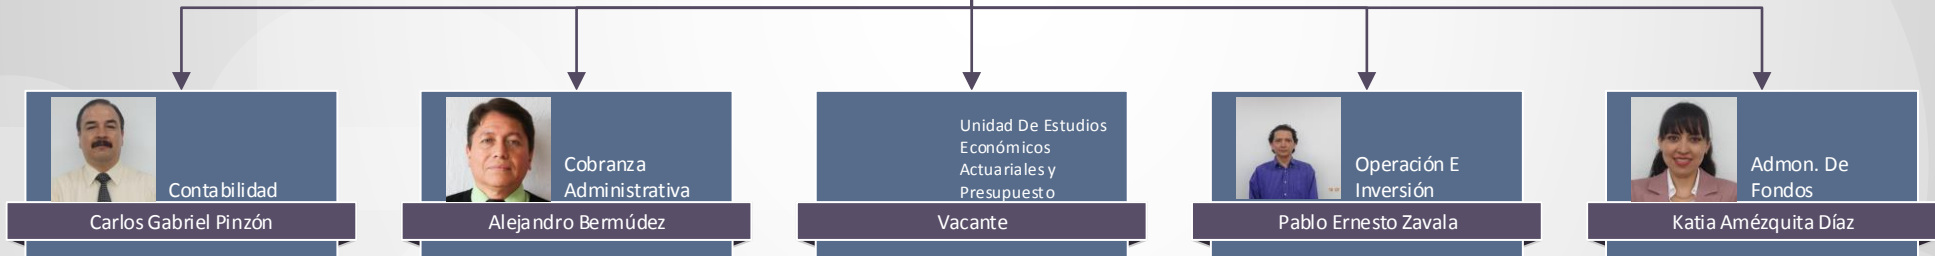 Contabilidad
Carlos Gabriel Pinzón
Cobranza
Administrativa
Alejandro Bermúdez
Unidad De Estudios
Económicos
Actuariales y
Presupuesto
Vacante
Operación E
Inversión
Pablo Ernesto Zavala
Admon. De
Fondos
Katia Amézquita Díaz